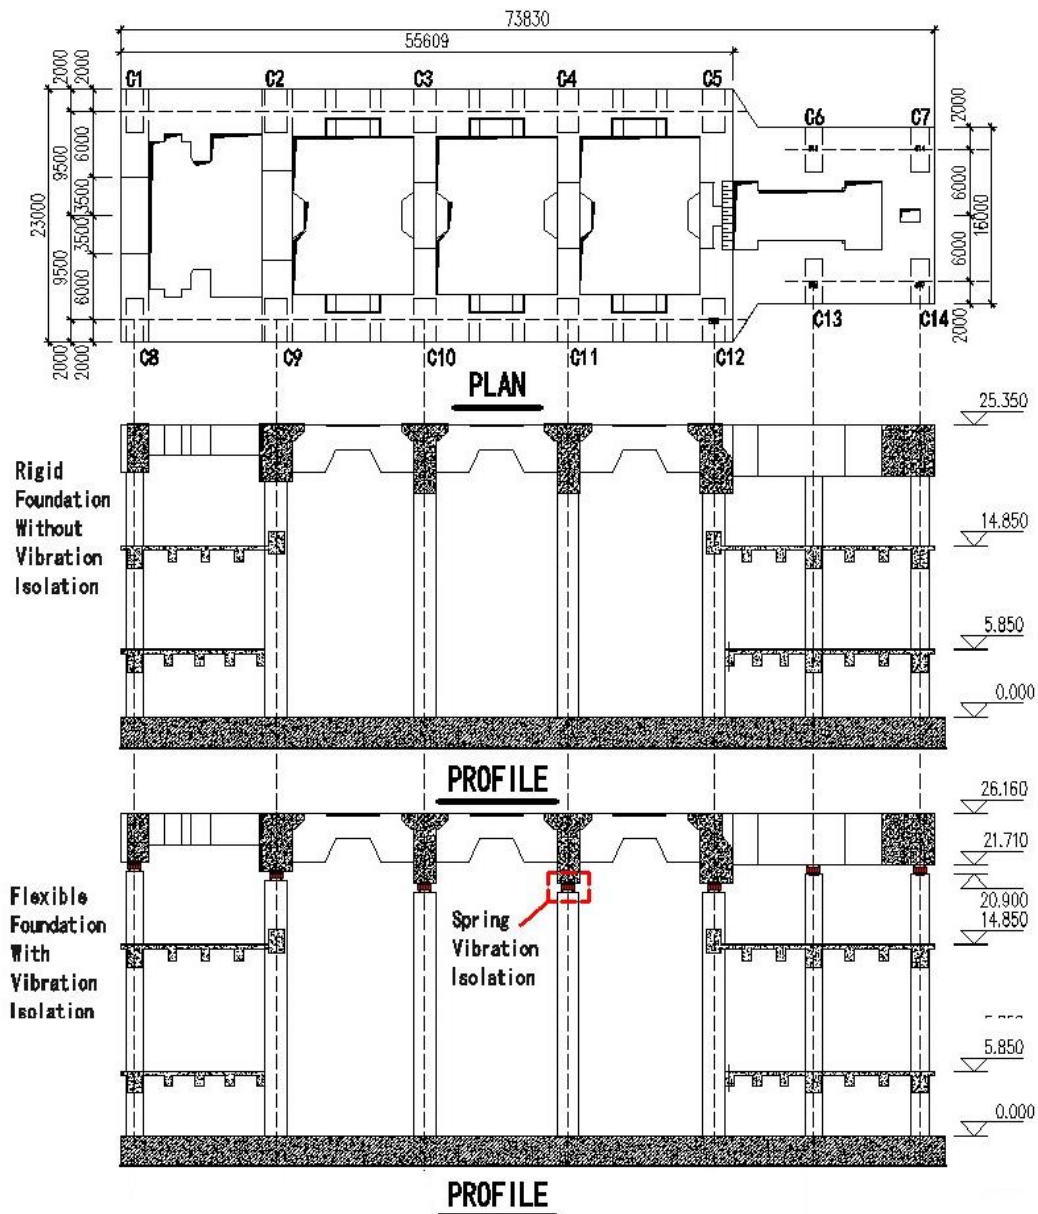 73830
55609
2000
2000
C1
C2
C3
C4
C5
C6
C7
2000
23000
9500
9500
6000
3500
3500
6000
6000
6000
16000
2000
2000
2000
C8
C9
C10
C11
C12
C13
C14
PLAN
25.350
Rigid
Foundation
Without
Vibration
Isolation
14.850
5.850
0.000
PROFILE
26.160
21.710
20.900
14.850
Flexible
Foundation
With
Vibration
Isolation
Spring
Vibration
Isolation
5.850
0.000
PROFILE